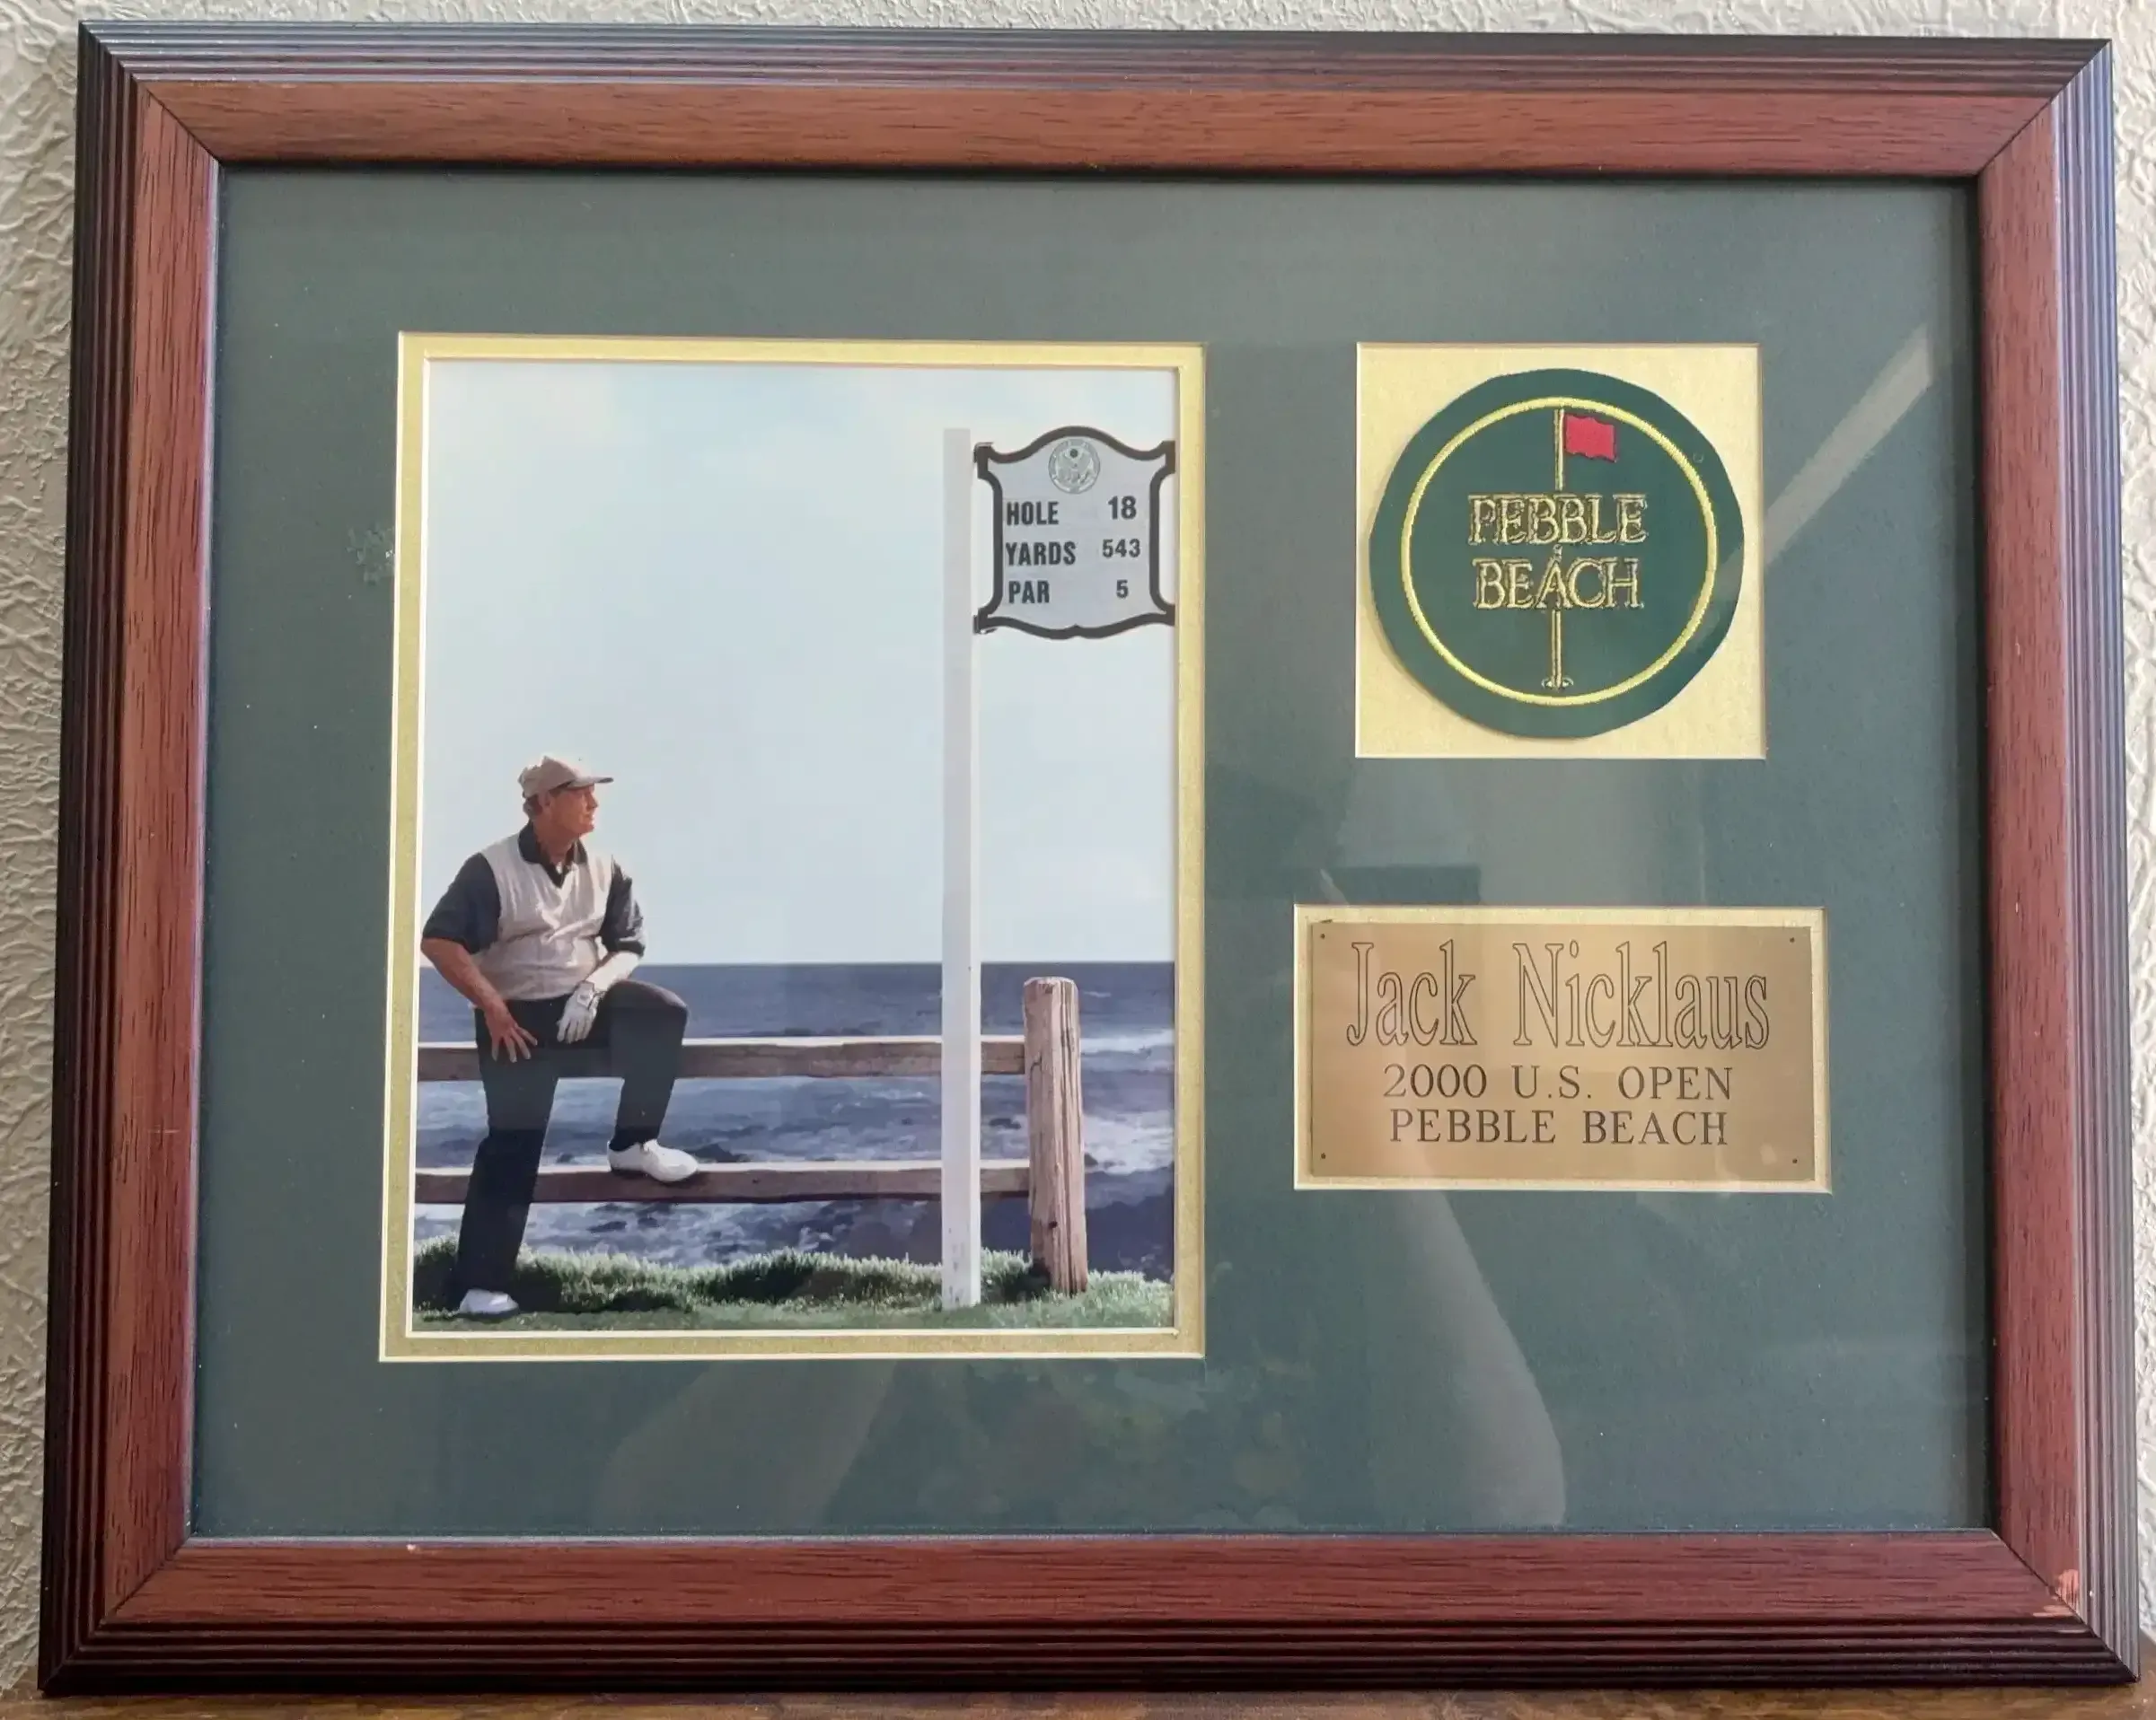 HOLE 18
YARDS 543
PAR 5
PEBBLE
BEACH
Jack Nicklaus
2000 U.S. OPEN
PEBBLE BEACH